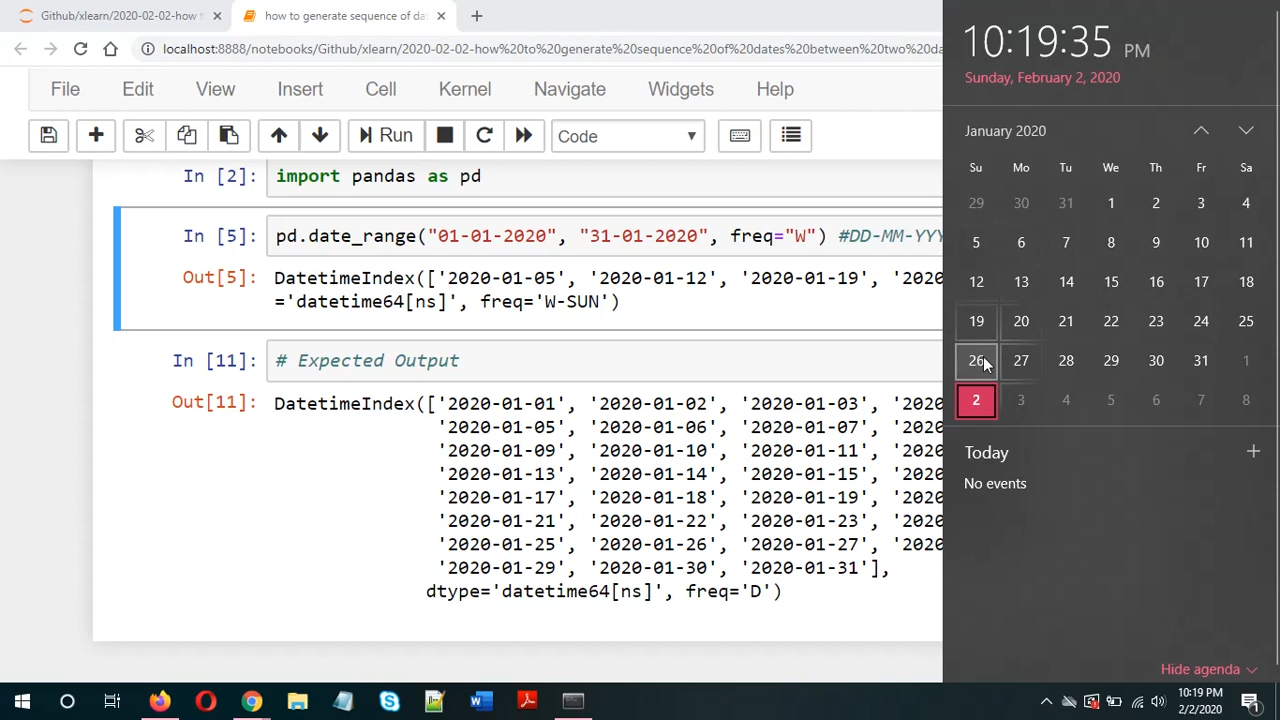 Github/xlearn/2020-02-02-how t
how to generate sequence of da
localhost:8888/notebooks/Github/xlearn/2020-02-02-how%20to%20generate%20sequence%20of%20dates%20between%20two%20da
File Edit View Insert Cell Kernel Navigate Widgets Help
Run Code
In [2]: import pandas as pd
In [5]: pd.date_range("01-01-2020", "31-01-2020", freq="W") #DD-MM-YYY
Out[5]: DatetimeIndex(['2020-01-05', '2020-01-12', '2020-01-19', '2020
='datetime64[ns]', freq='W-SUN')
In [11]: # Expected Output
Out[11]: DatetimeIndex(['2020-01-01', '2020-01-02', '2020-01-03', '2020
'2020-01-05', '2020-01-06', '2020-01-07', '2020
'2020-01-09', '2020-01-10', '2020-01-11', '2020
'2020-01-13', '2020-01-14', '2020-01-15', '2020
'2020-01-17', '2020-01-18', '2020-01-19', '2020
'2020-01-21', '2020-01-22', '2020-01-23', '2020
'2020-01-25', '2020-01-26', '2020-01-27', '2020
'2020-01-29', '2020-01-30', '2020-01-31'],
dtype='datetime64[ns]', freq='D')
10:19:35 PM
Sunday, February 2, 2020
January 2020
Su Mo Tu We Th Fr Sa
29 30 31 1 2 3 4
5 6 7 8 9 10 11
12 13 14 15 16 17 18
19 20 21 22 23 24 25
26 27 28 29 30 31 1
2 3 4 5 6 7 8
Today
No events
Hide agenda
10:19 PM
2/2/2020
1